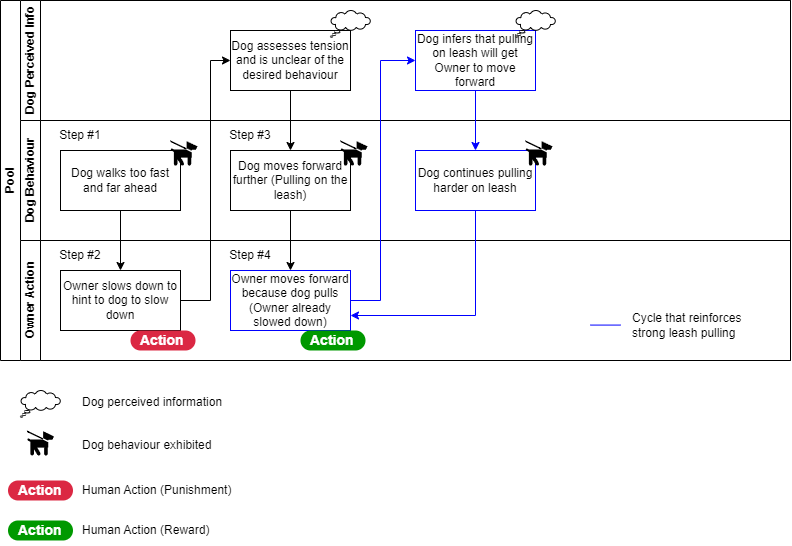 Pool
Dog Perceived Info
Dog assesses tension
and is unclear of the
desired behaviour
Dog infers that pulling
on leash will get
Owner to move
forward
Dog Behaviour
Step #1
Dog walks too fast
and far ahead
Step #3
Dog moves forward
further (Pulling on the
leash)
Dog continues pulling
harder on leash
Owner Action
Step #2
Owner slows down to
hint to dog to slow
down
Action
Step #4
Owner moves forward
because dog pulls
(Owner already
slowed down)
Action
Cycle that reinforces
strong leash pulling
Dog perceived information
Dog behaviour exhibited
Action
Human Action (Punishment)
Action
Human Action (Reward)